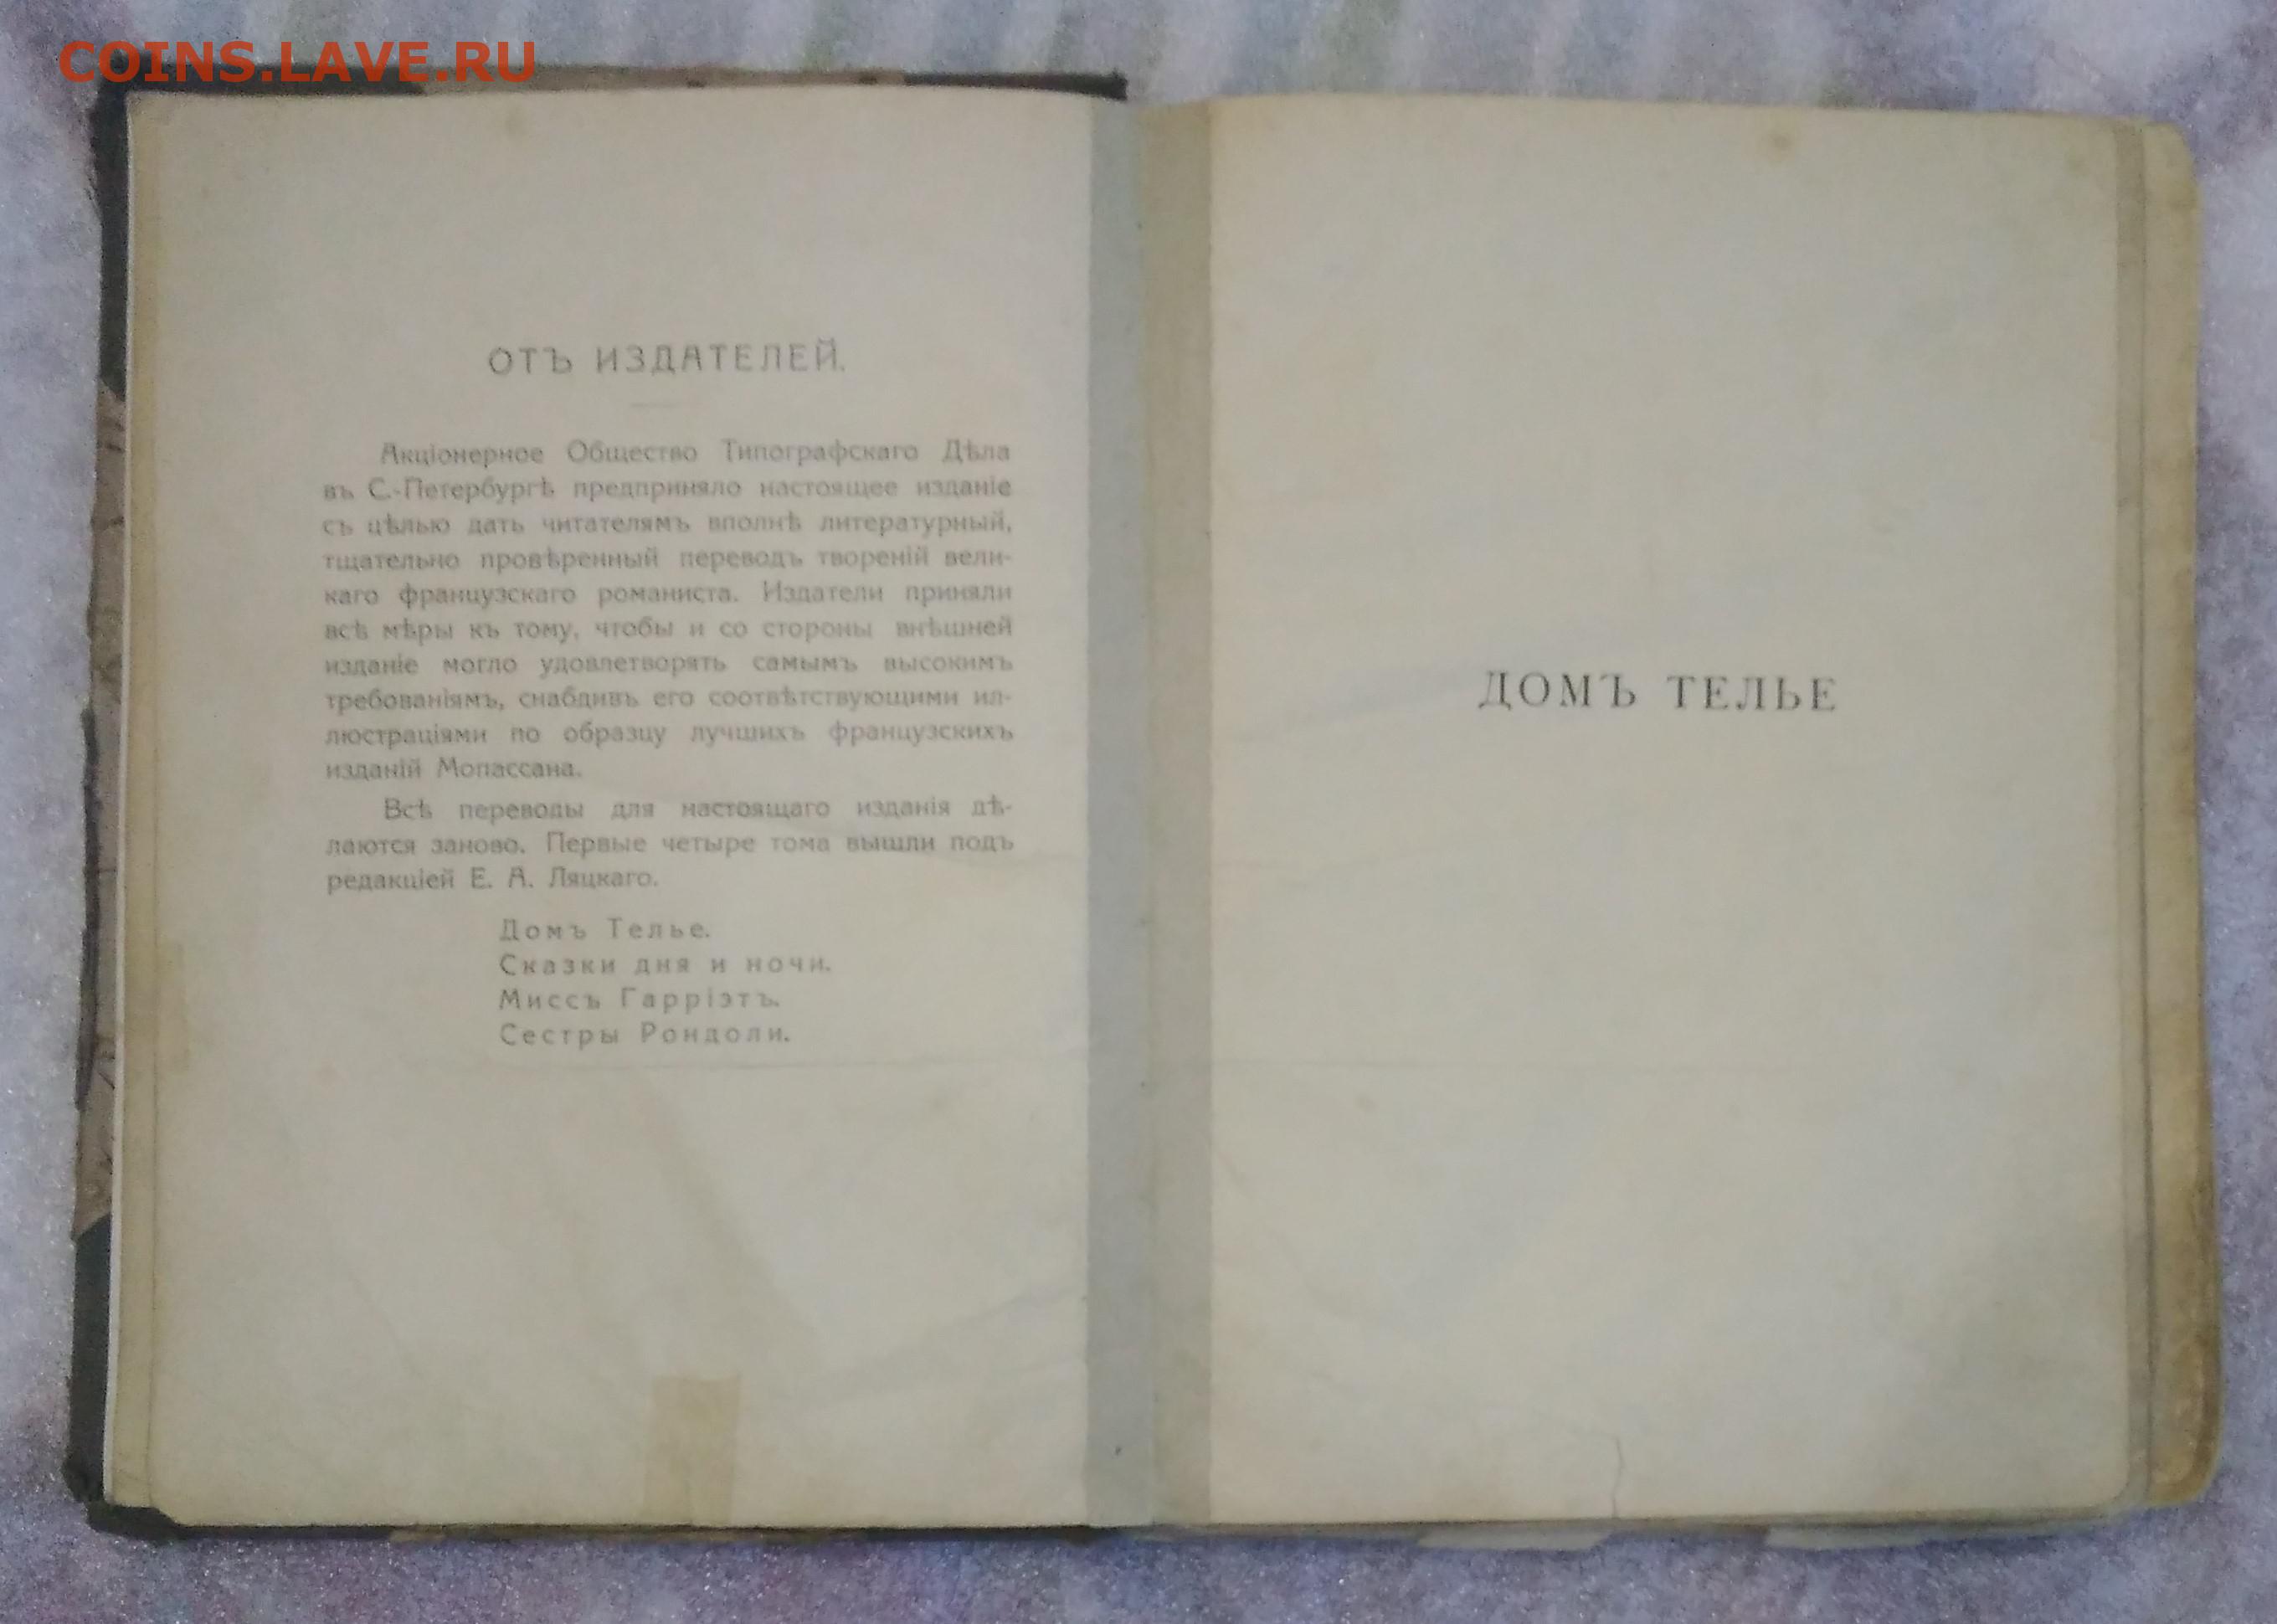 COINS.LAVE.RU
ОТЪ ИЗДАТЕЛЕЙ.
Акціонерное Общество Типографскаго Дѣла
въ С.-Петербургѣ предприняло настоящее изданіе
съ цѣлью дать читателямъ вполнѣ литературный,
тщательно провѣренный переводъ твореній вели-
каго французскаго романиста. Издатели приняли
всѣ мѣры къ тому, чтобы и со стороны внѣшней
изданіе могло удовлетворять самымъ высокимъ
требованіямъ, снабдивъ его соотвѣтствующими ил-
люстраціями по образцу лучшихъ французскихъ
изданій Мопассана.
Всѣ переводы для настоящаго изданія дѣ-
лаются заново. Первые четыре тома вышли подъ
редакціей Е. А. Ляцкаго.
Домъ Телье.
Сказки дня и ночи.
Миссъ Гарріэтъ.
Сестры Рондоли.
ДОМЪ ТЕЛЬЕ